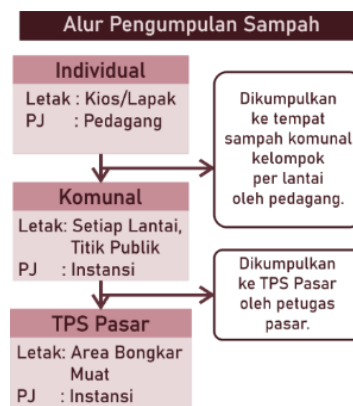 Alur Pengumpulan Sampah
Individual
Letak : Kios/Lapak
PJ : Pedagang
Dikumpulkan
ke tempat
sampah komunal
kelompok
per lantai
oleh pedagang.
Komunal
Letak: Setiap Lantai,
Titik Publik
PJ : Instansi
Dikumpulkan
ke TPS Pasar
oleh petugas
pasar.
TPS Pasar
Letak: Area Bongkar
Muat
PJ : Instansi